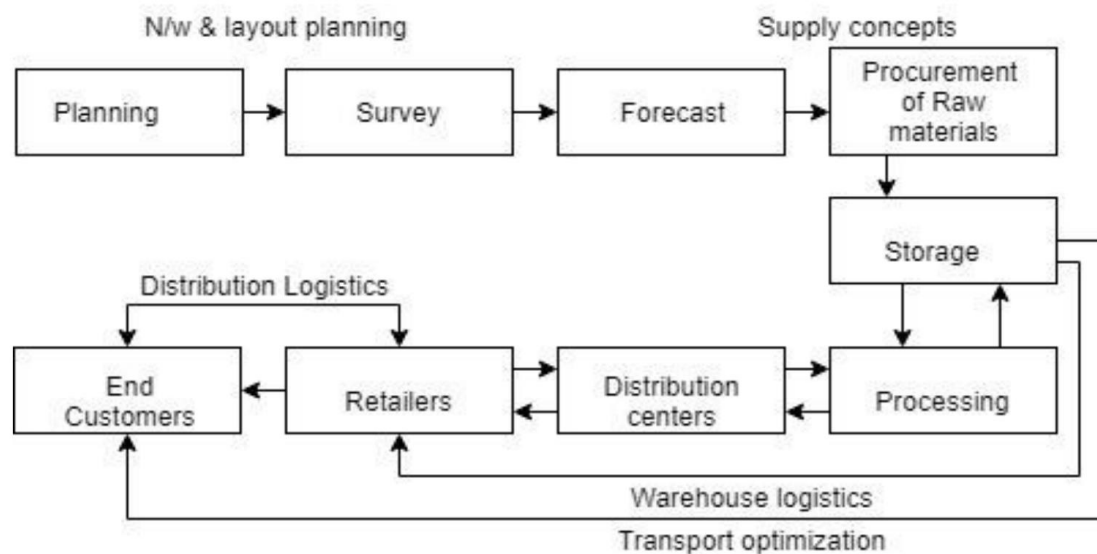 N/w & layout planning
Supply concepts
Planning
Survey
Forecast
Procurement
of Raw
materials
Storage
Distribution Logistics
End
Customers
Retailers
Distribution
centers
Processing
Warehouse logistics
Transport optimization